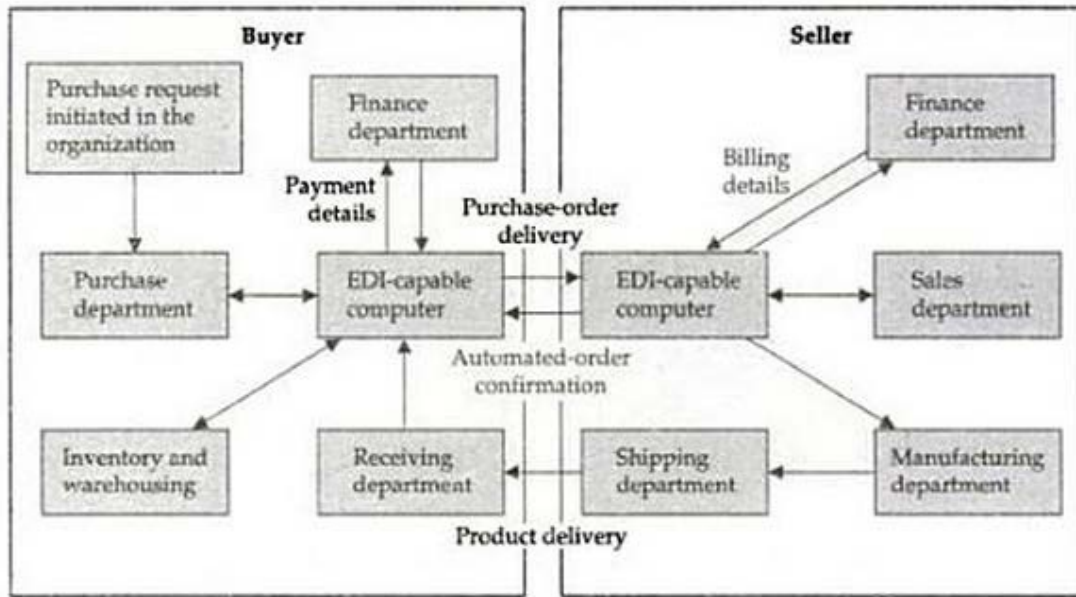 Buyer
Seller
Purchase request
initiated in the
organization
Finance
department
Finance
department
Payment
details
Billing
details
Purchase-order
delivery
Purchase
department
EDI-capable
computer
EDI-capable
computer
Sales
department
Automated-order
confirmation
Inventory and
warehousing
Receiving
department
Shipping
department
Manufacturing
department
Product delivery